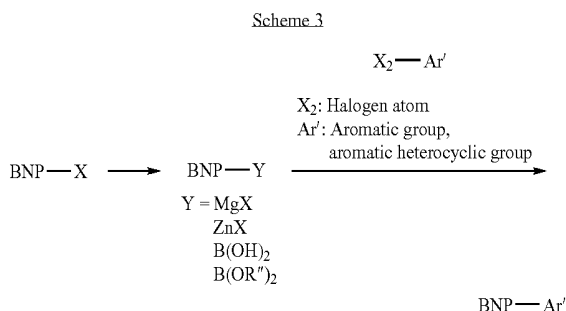 Scheme 3
X₂—Ar′
X₂: Halogen atom
Ar′: Aromatic group,
aromatic heterocyclic group
BNP—X
BNP—Y
Y = MgX
ZnX
B(OH)₂
B(OR″)₂
BNP—Ar′